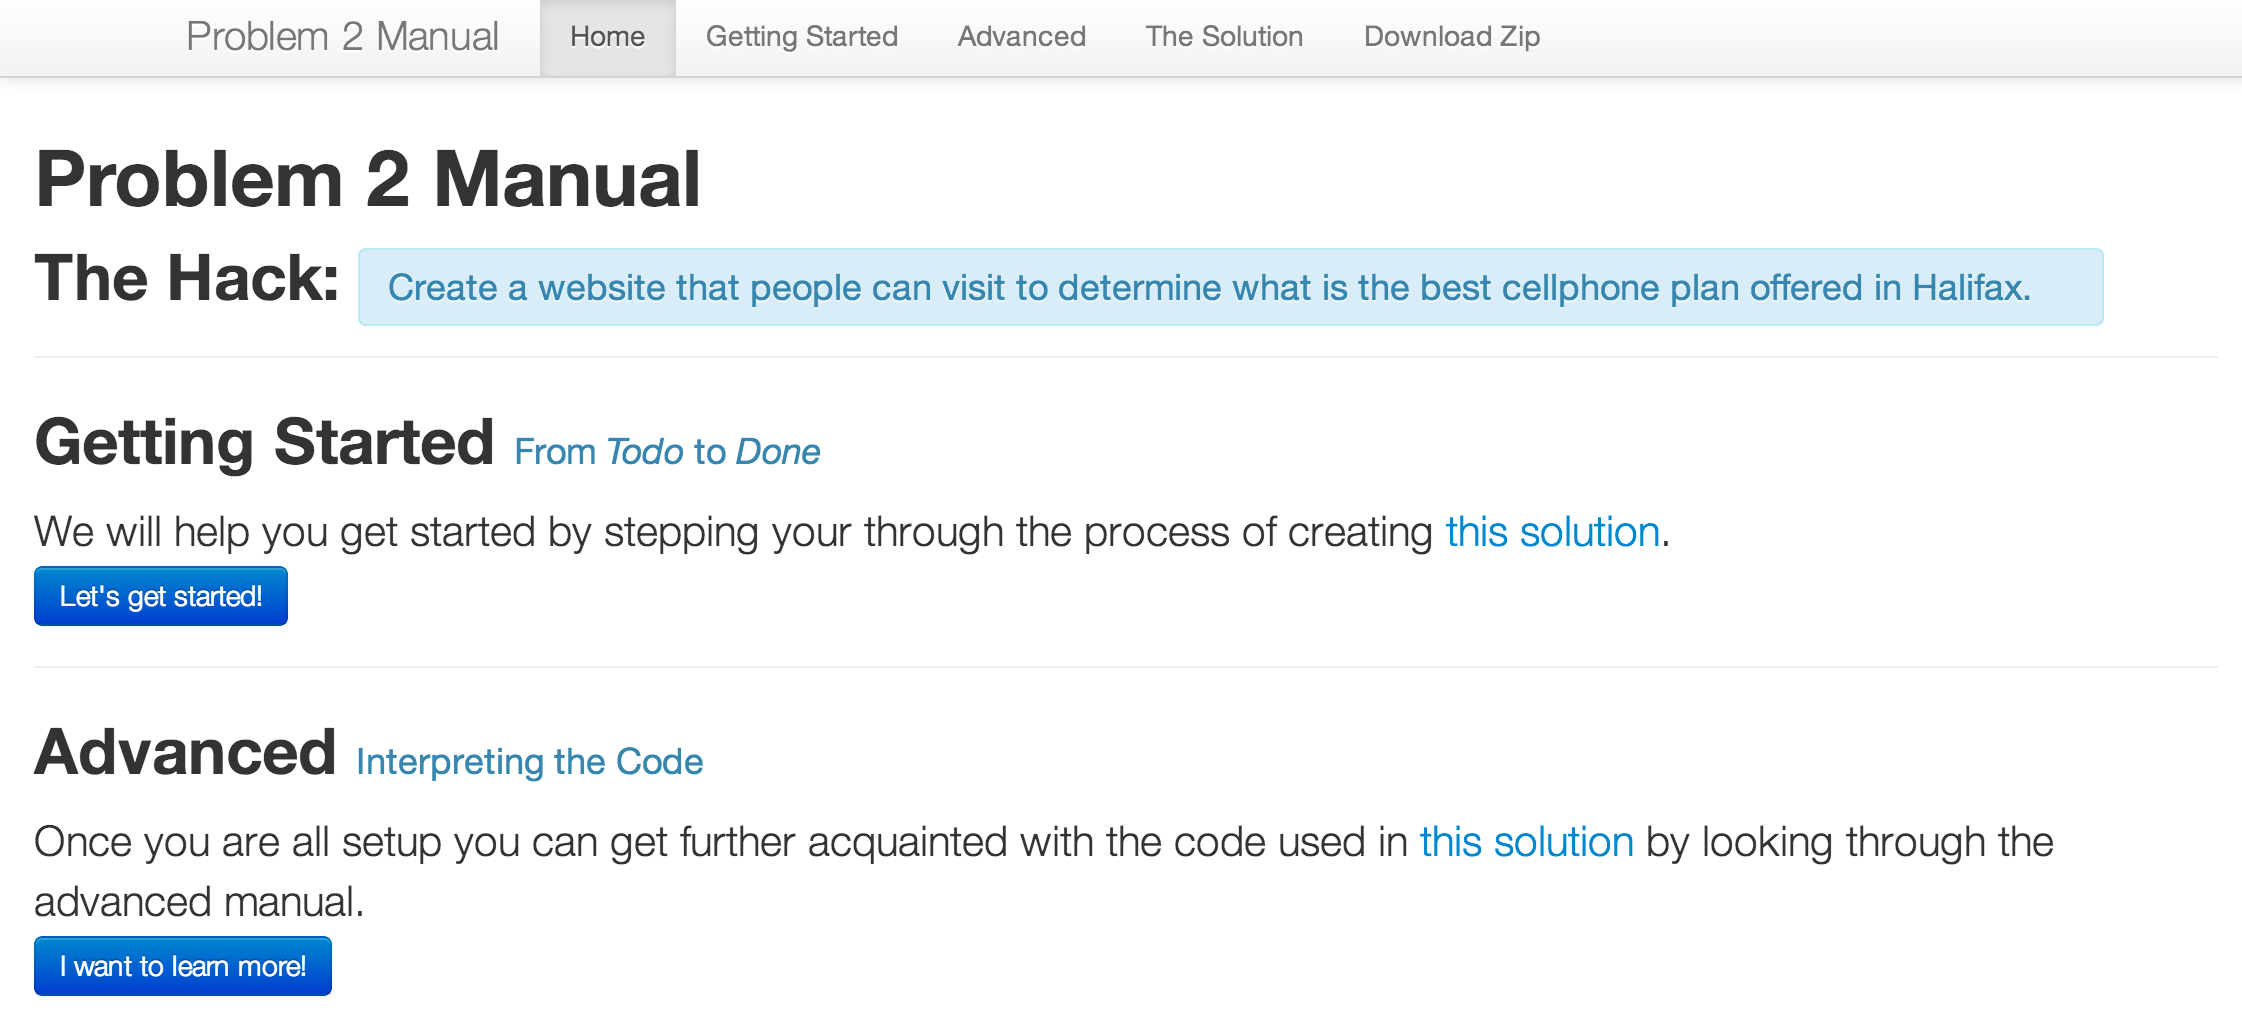 Problem 2 Manual Home Getting Started Advanced The Solution Download Zip
Problem 2 Manual
The Hack: Create a website that people can visit to determine what is the best cellphone plan offered in Halifax.
Getting Started From Todo to Done
We will help you get started by stepping your through the process of creating this solution.
Let's get started!
Advanced Interpreting the Code
Once you are all setup you can get further acquainted with the code used in this solution by looking through the
advanced manual.
I want to learn more!